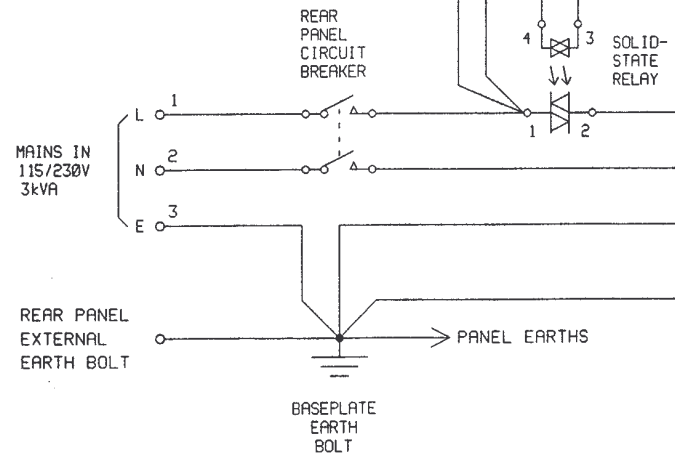 REAR
PANEL
CIRCUIT
BREAKER
4
3
SOLID-
STATE
RELAY
L
1
1
2
MAINS IN
115/230V
3kVA
N
2
E
3
REAR PANEL
EXTERNAL
EARTH BOLT
PANEL EARTHS
BASEPLATE
EARTH
BOLT